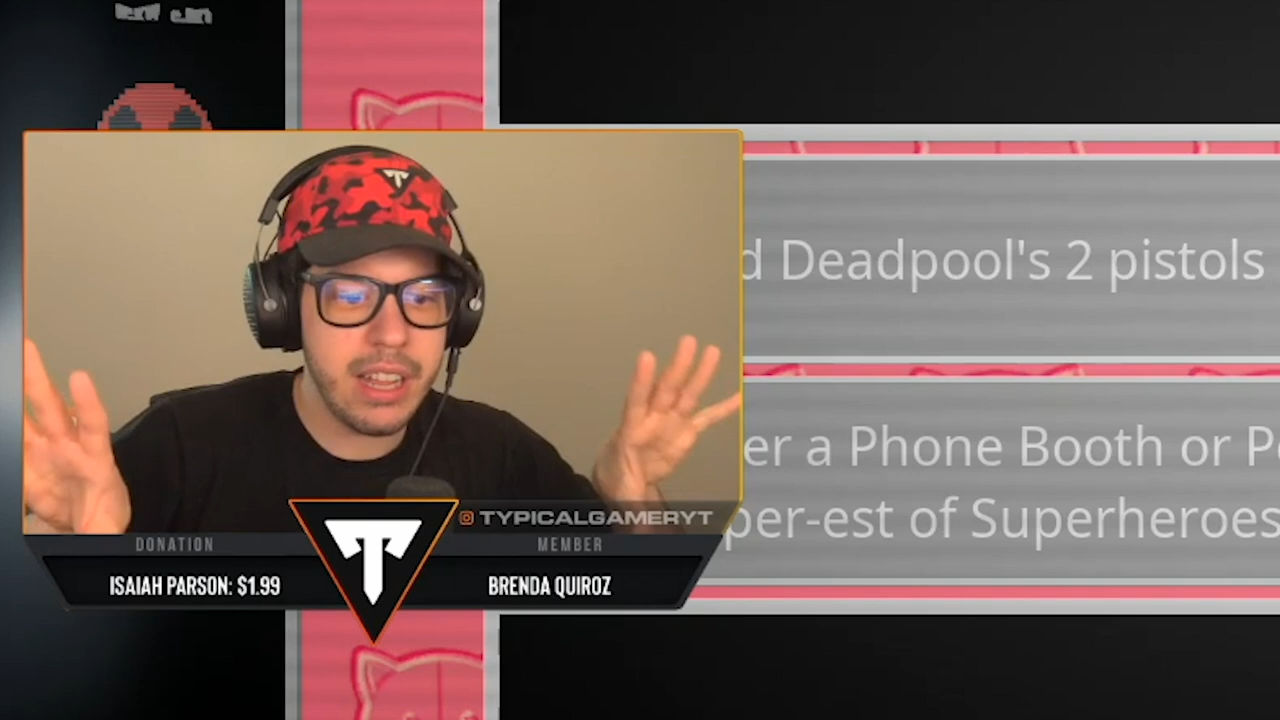 d Deadpool's 2 pistols
er a Phone Booth or P
per-est of Superheroes
TYPICALGAMERYT
DONATION
MEMBER
ISAIAH PARSON: $1.99
BRENDA QUIROZ